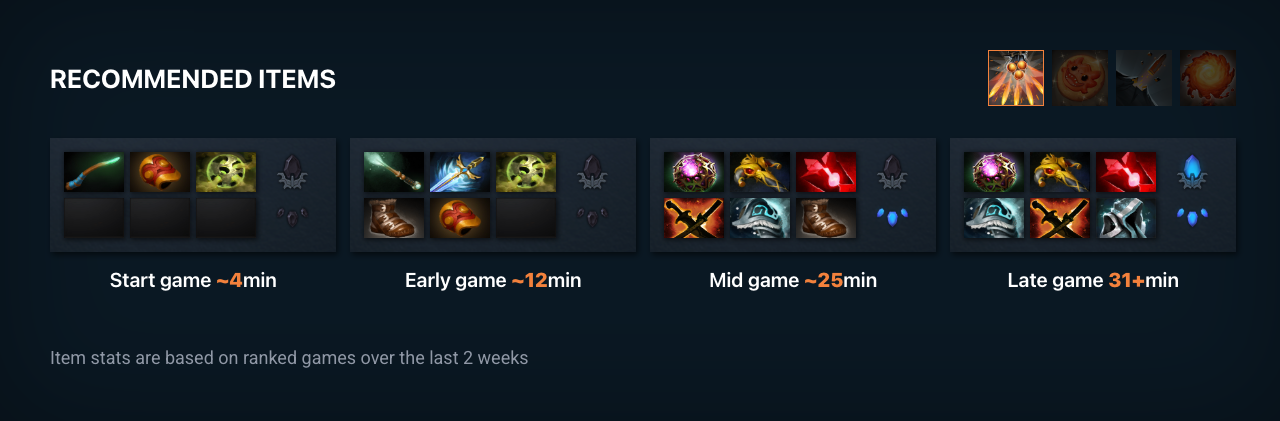 RECOMMENDED ITEMS
Start game ~4min
Early game ~12min
Mid game ~25min
Late game 31+min
Item stats are based on ranked games over the last 2 weeks